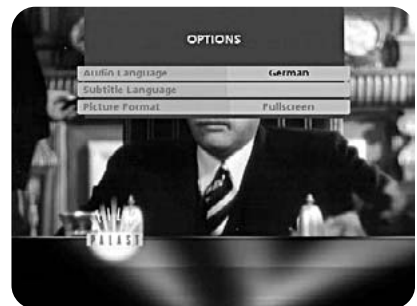 OPTIONS
Audio Language German
Subtitle Language
Picture Format Fullscreen
PALAST